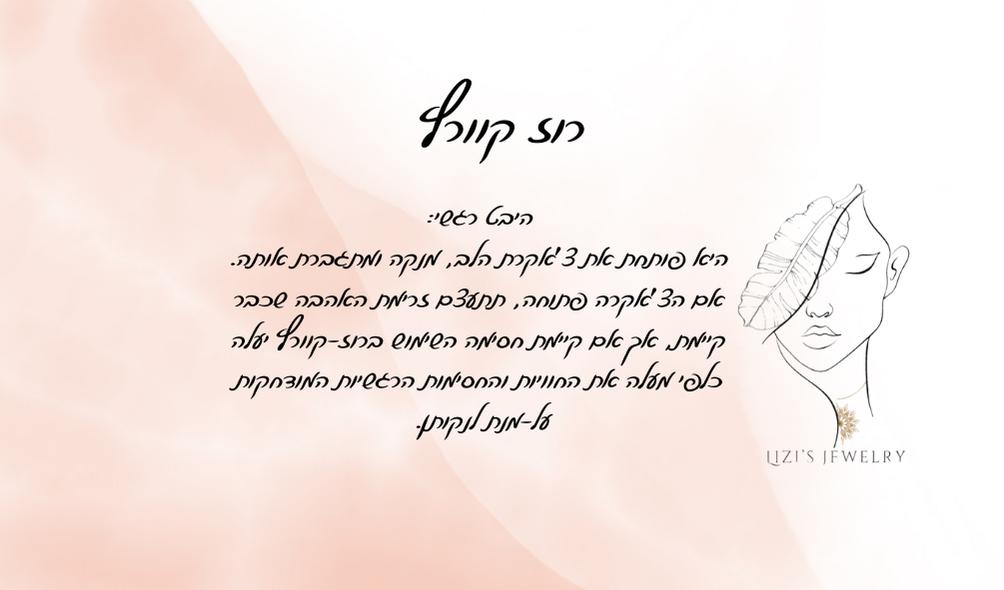 רוז קוורץ
היבט רגשי:
היא פותחת את צ'אקרת הלב, מנקה ומתגברת אותה.
אם הצ'אקרה פתוחה, תתעצם זרימת האהבה שכבר
קיימת, אך אם קיימת חסימה השימוש ברוז-קוורץ יעלה
כלפי מעלה את החוויות והחסימות הרגשיות המודחקות
על-מנת לנקותן.
LIZI'S JEWELRY